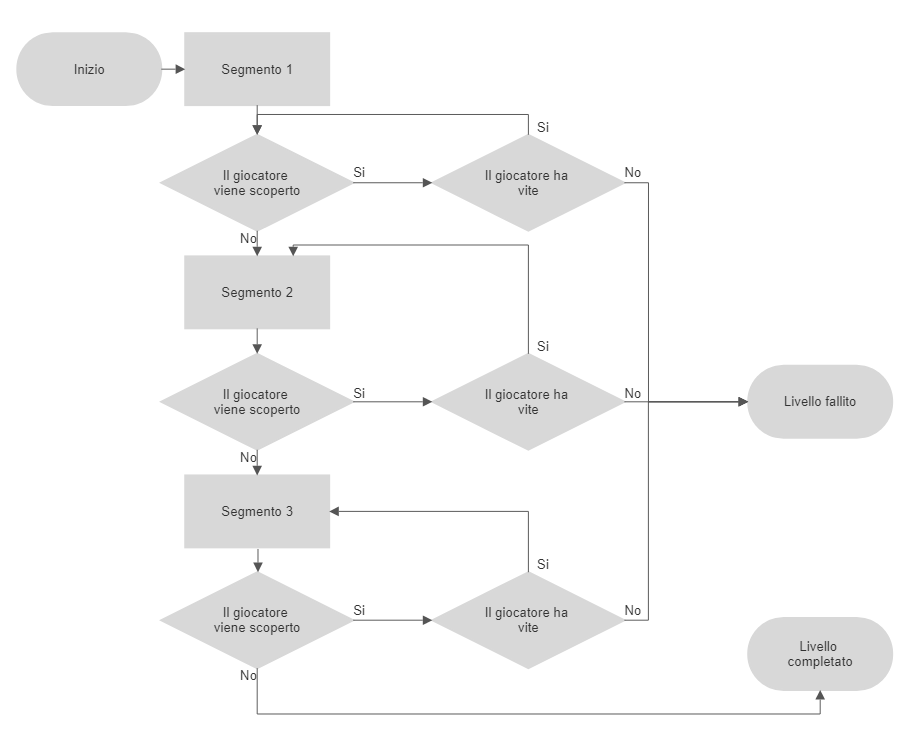 Inizio
Segmento 1
Si
Il giocatore
viene scoperto
Si
Il giocatore ha
vite
No
No
Segmento 2
Si
Il giocatore
viene scoperto
Si
Il giocatore ha
vite
No
Livello fallito
No
Segmento 3
Si
Il giocatore
viene scoperto
Si
Il giocatore ha
vite
No
Livello
completato
No